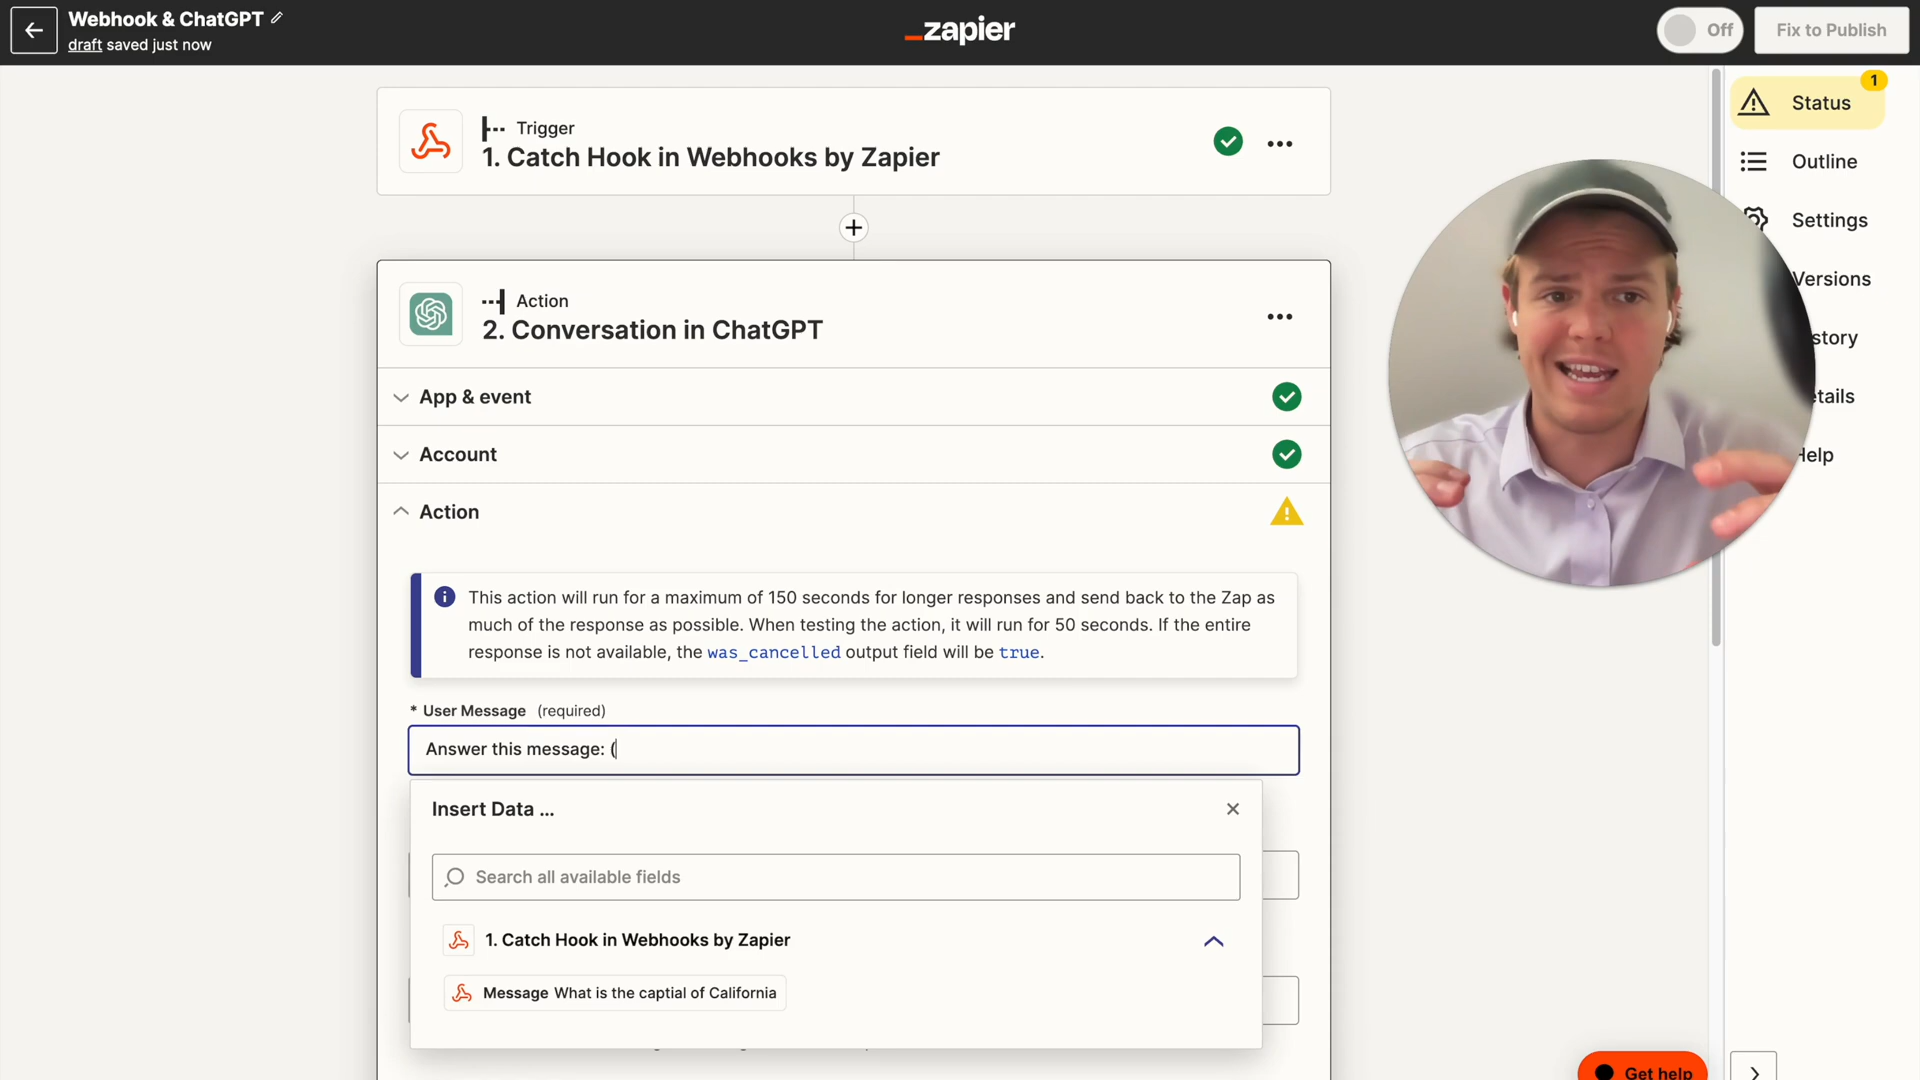 Webhook & ChatGPT
draft saved just now
zapier
Off
Fix to Publish
Trigger
1. Catch Hook in Webhooks by Zapier
Action
2. Conversation in ChatGPT
App & event
Account
Action
This action will run for a maximum of 150 seconds for longer responses and send back to the Zap as
much of the response as possible. When testing the action, it will run for 50 seconds. If the entire
response is not available, the was_cancelled output field will be true.
* User Message (required)
Answer this message: (
Insert Data ...
Search all available fields
1. Catch Hook in Webhooks by Zapier
Message What is the captial of California
1
Status
Outline
Settings
Versions
story
etails
Help
Get help